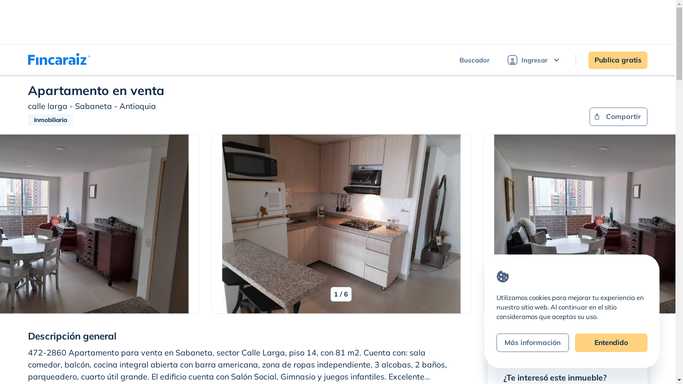 Fincaraiz
Buscador
Ingresar
Publica gratis
Apartamento en venta
calle larga - Sabaneta - Antioquia
Inmobiliaria
Compartir
1 / 6
Utilizamos cookies para mejorar tu experiencia en
nuestro sitio web. Al continuar en el sitio
consideramos que aceptas su uso.
Más información
Entendido
Descripción general
472-2860 Apartamento para venta en Sabaneta, sector Calle Larga, piso 14, con 81 m2. Cuenta con: sala
comedor, balcón, cocina integral abierta con barra americana, zona de ropas independiente, 3 alcobas, 2 baños,
parqueadero, cuarto útil grande. El edificio cuenta con Salón Social, Gimnasio y juegos infantiles. Excelente...
¿Te interesó este inmueble?